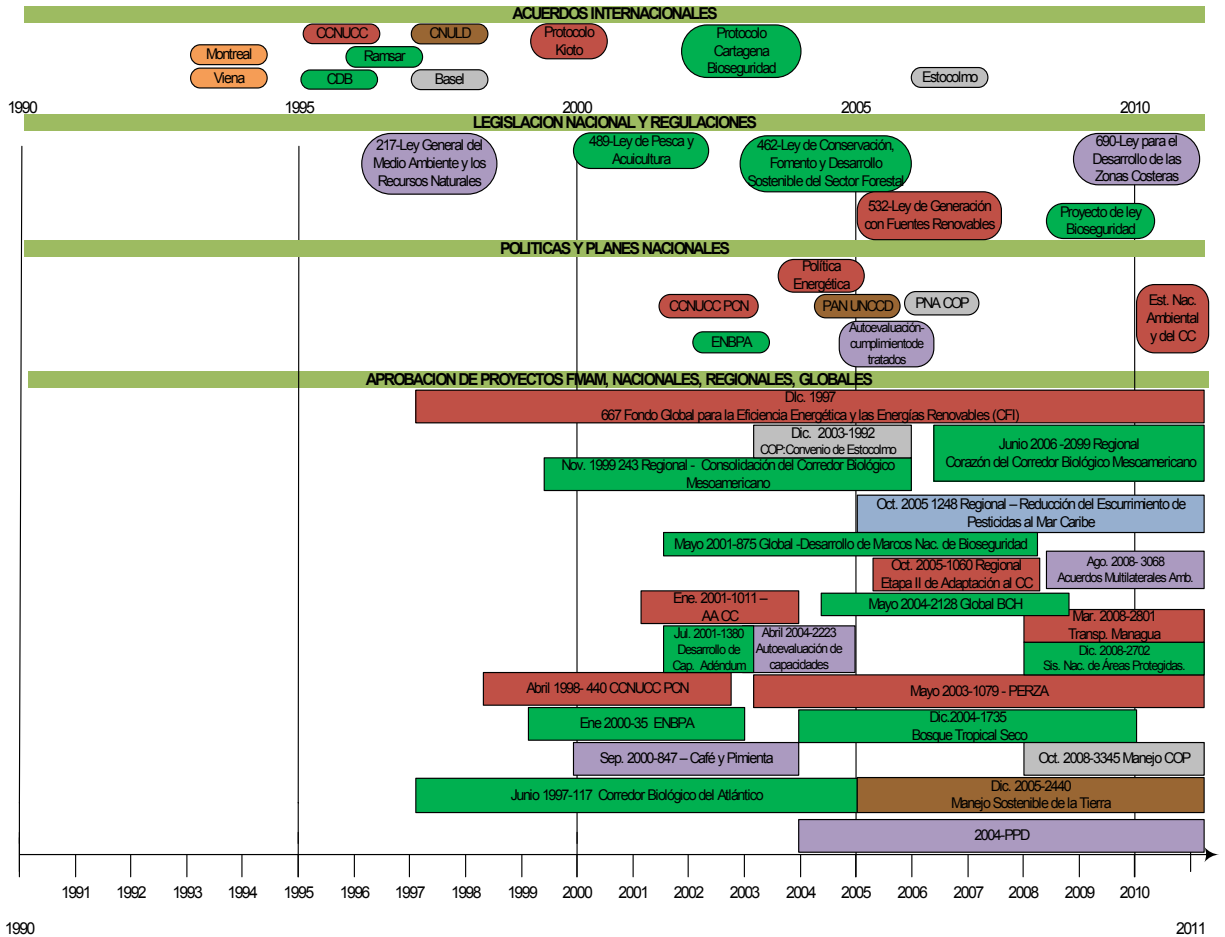 ACUERDOS INTERNACIONALES
CCNUCC
CNULD
Protocolo
Kioto
Protocolo
Cartagena
Bioseguridad
Montreal
Ramsar
Viena
CDB
Basel
Estocolmo
1990
1995
2000
2005
2010
LEGISLACION NACIONAL Y REGULACIONES
217-Ley General del
Medio Ambiente y los
Recursos Naturales
489-Ley de Pesca y
Acuicultura
462-Ley de Conservación,
Fomento y Desarrollo
Sostenible del Sector Forestal
690-Ley para el
Desarrollo de las
Zonas Costeras
532-Ley de Generación
con Fuentes Renovables
Proyecto de ley
Bioseguridad
POLITICAS Y PLANES NACIONALES
Política
Energética
CCNUCC PCN
PAN UNCCD
PNA COP
Est. Nac.
Ambiental
y del CC
ENBPA
Autoevaluación-
cumplimientode
tratados
APROBACION DE PROYECTOS FMAM, NACIONALES, REGIONALES, GLOBALES
DIc. 1997
667 Fondo Global para la Eficiencia Energética y las Energías Renovables (CFI)
Dic. 2003-1992
COP:Convenio de Estocolmo
Junio 2006 -2099 Regional
Corazón del Corredor Biológico Mesoamericano
Nov. 1999 243 Regional - Consolidación del Corredor Biológico
Mesoamericano
Oct. 2005 1248 Regional – Reducción del Escurrimiento de
Pesticidas al Mar Caribe
Mayo 2001-875 Global -Desarrollo de Marcos Nac. de Bioseguridad
Oct. 2005-1060 Regional
Etapa II de Adaptación al CC
Ago. 2008- 3068
Acuerdos Multilaterales Amb.
Ene. 2001-1011 –
AA CC
Mayo 2004-2128 Global BCH
Mar. 2008-2801
Transp. Managua
Jul. 2001-1380
Desarrollo de
Cap. Adéndum
Abril 2004-2223
Autoevaluación de
capacidades
Dic. 2008-2702
Sis. Nac. de Áreas Protegidas.
Abril 1998- 440 CCNUCC PCN
Mayo 2003-1079 - PERZA
Ene 2000-35 ENBPA
Dic.2004-1735
Bosque Tropical Seco
Sep. 2000-847 – Café y Pimienta
Oct. 2008-3345 Manejo COP
Junio 1997-117 Corredor Biológico del Atlántico
Dic. 2005-2440
Manejo Sostenible de la Tierra
2004-PPD
1991
1992
1993
1994
1995
1996
1997
1998
1999
2000
2001
2002
2003
2004
2005
2006
2007
2008
2009
2010
1990
2011